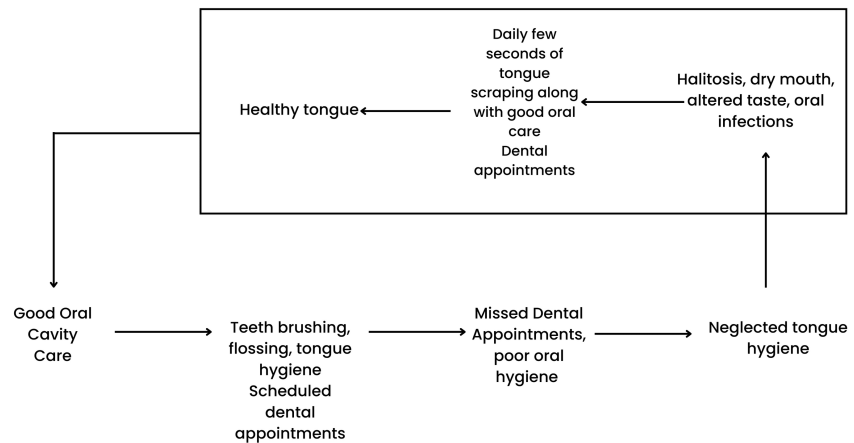 Daily few
seconds of
tongue
scraping along
with good oral
care
Dental
appointments
Healthy tongue
Halitosis, dry mouth,
altered taste, oral
infections
Good Oral
Cavity
Care
Teeth brushing,
flossing, tongue
hygiene
Scheduled
dental
appointments
Missed Dental
Appointments,
poor oral
hygiene
Neglected tongue
hygiene